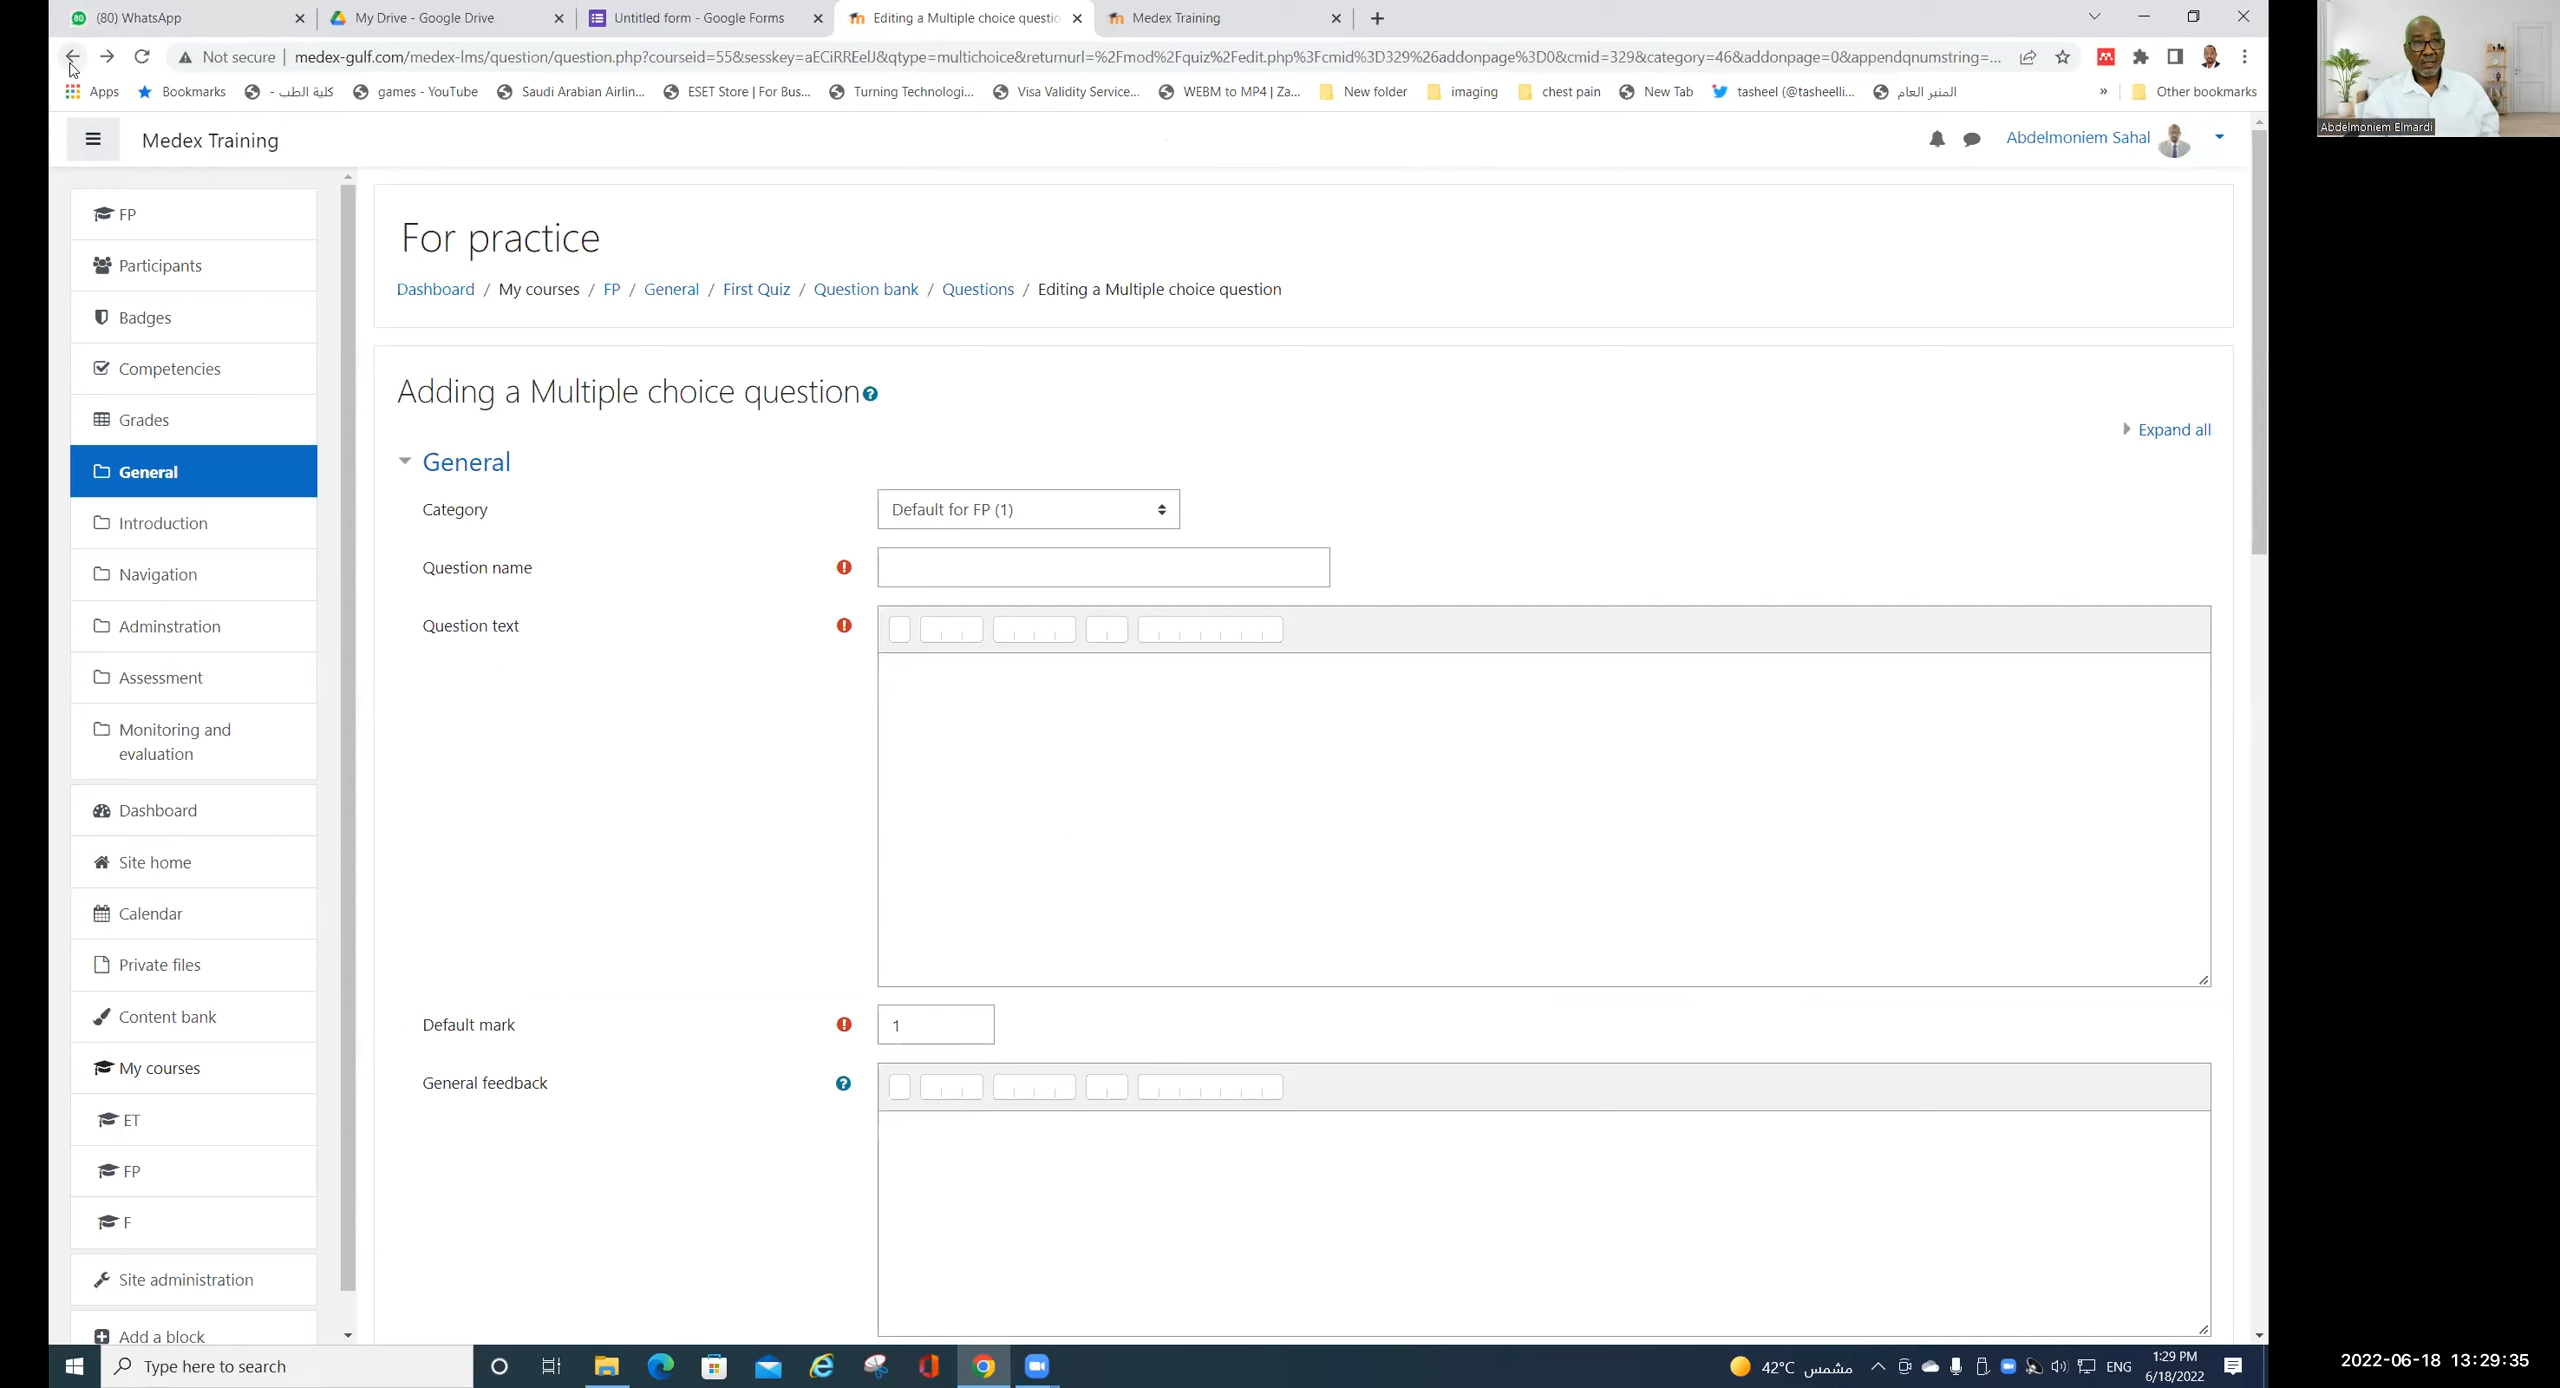 (80) WhatsApp
My Drive - Google Drive
Untitled form - Google Forms
Editing a Multiple choice questio
Medex Training
Not secure
medex-gulf.com/medex-lms/question/question.php?courseid=55&sesskey=aECiRREelJ&qtype=multichoice&returnurl=%2Fmod%2Fquiz%2Fedit.php%3Fcmid%3D329%26addonpage%3D0&cmid=329&category=46&addonpage=0&appendqnumstring=...
Apps
Bookmarks
كلية الطب - 
games - YouTube
Saudi Arabian Airlin...
ESET Store | For Bus...
Turning Technologi...
Visa Validity Service...
WEBM to MP4 | Za...
New folder
imaging
chest pain
New Tab
tasheel (@tasheelli...
المنبر العام
»
Other bookmarks
Abdelmoniem Elmardi
Medex Training
Abdelmoniem Sahal
FP
Participants
Badges
Competencies
Grades
General
Introduction
Navigation
Adminstration
Assessment
Monitoring and
evaluation
Dashboard
Site home
Calendar
Private files
Content bank
My courses
ET
FP
F
Site administration
Add a block
For practice
Dashboard / My courses / FP / General / First Quiz / Question bank / Questions / Editing a Multiple choice question
Adding a Multiple choice question
Expand all
General
Category
Default for FP (1)
Question name
Question text
Default mark
1
General feedback
Type here to search
42°C مشمس
ENG
1:29 PM
6/18/2022
2022-06-18 13:29:35